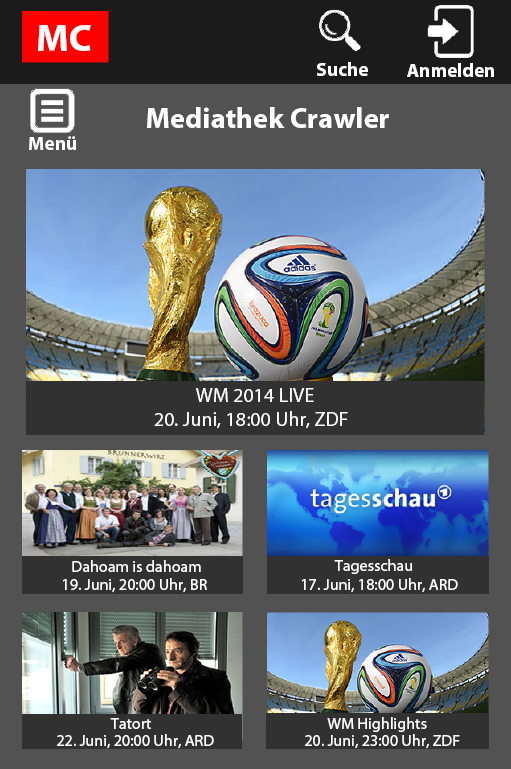 MC
Suche
Anmelden
Menü
Mediathek Crawler
adidas
brazuca
WM 2014 LIVE
20. Juni, 18:00 Uhr, ZDF
BRUNNERWIRT
Dahoam is dahoam
19. Juni, 20:00 Uhr, BR
tagesschau
Tagesschau
17. Juni, 18:00 Uhr, ARD
Tatort
22. Juni, 20:00 Uhr, ARD
adidas
WM Highlights
20. Juni, 23:00 Uhr, ZDF